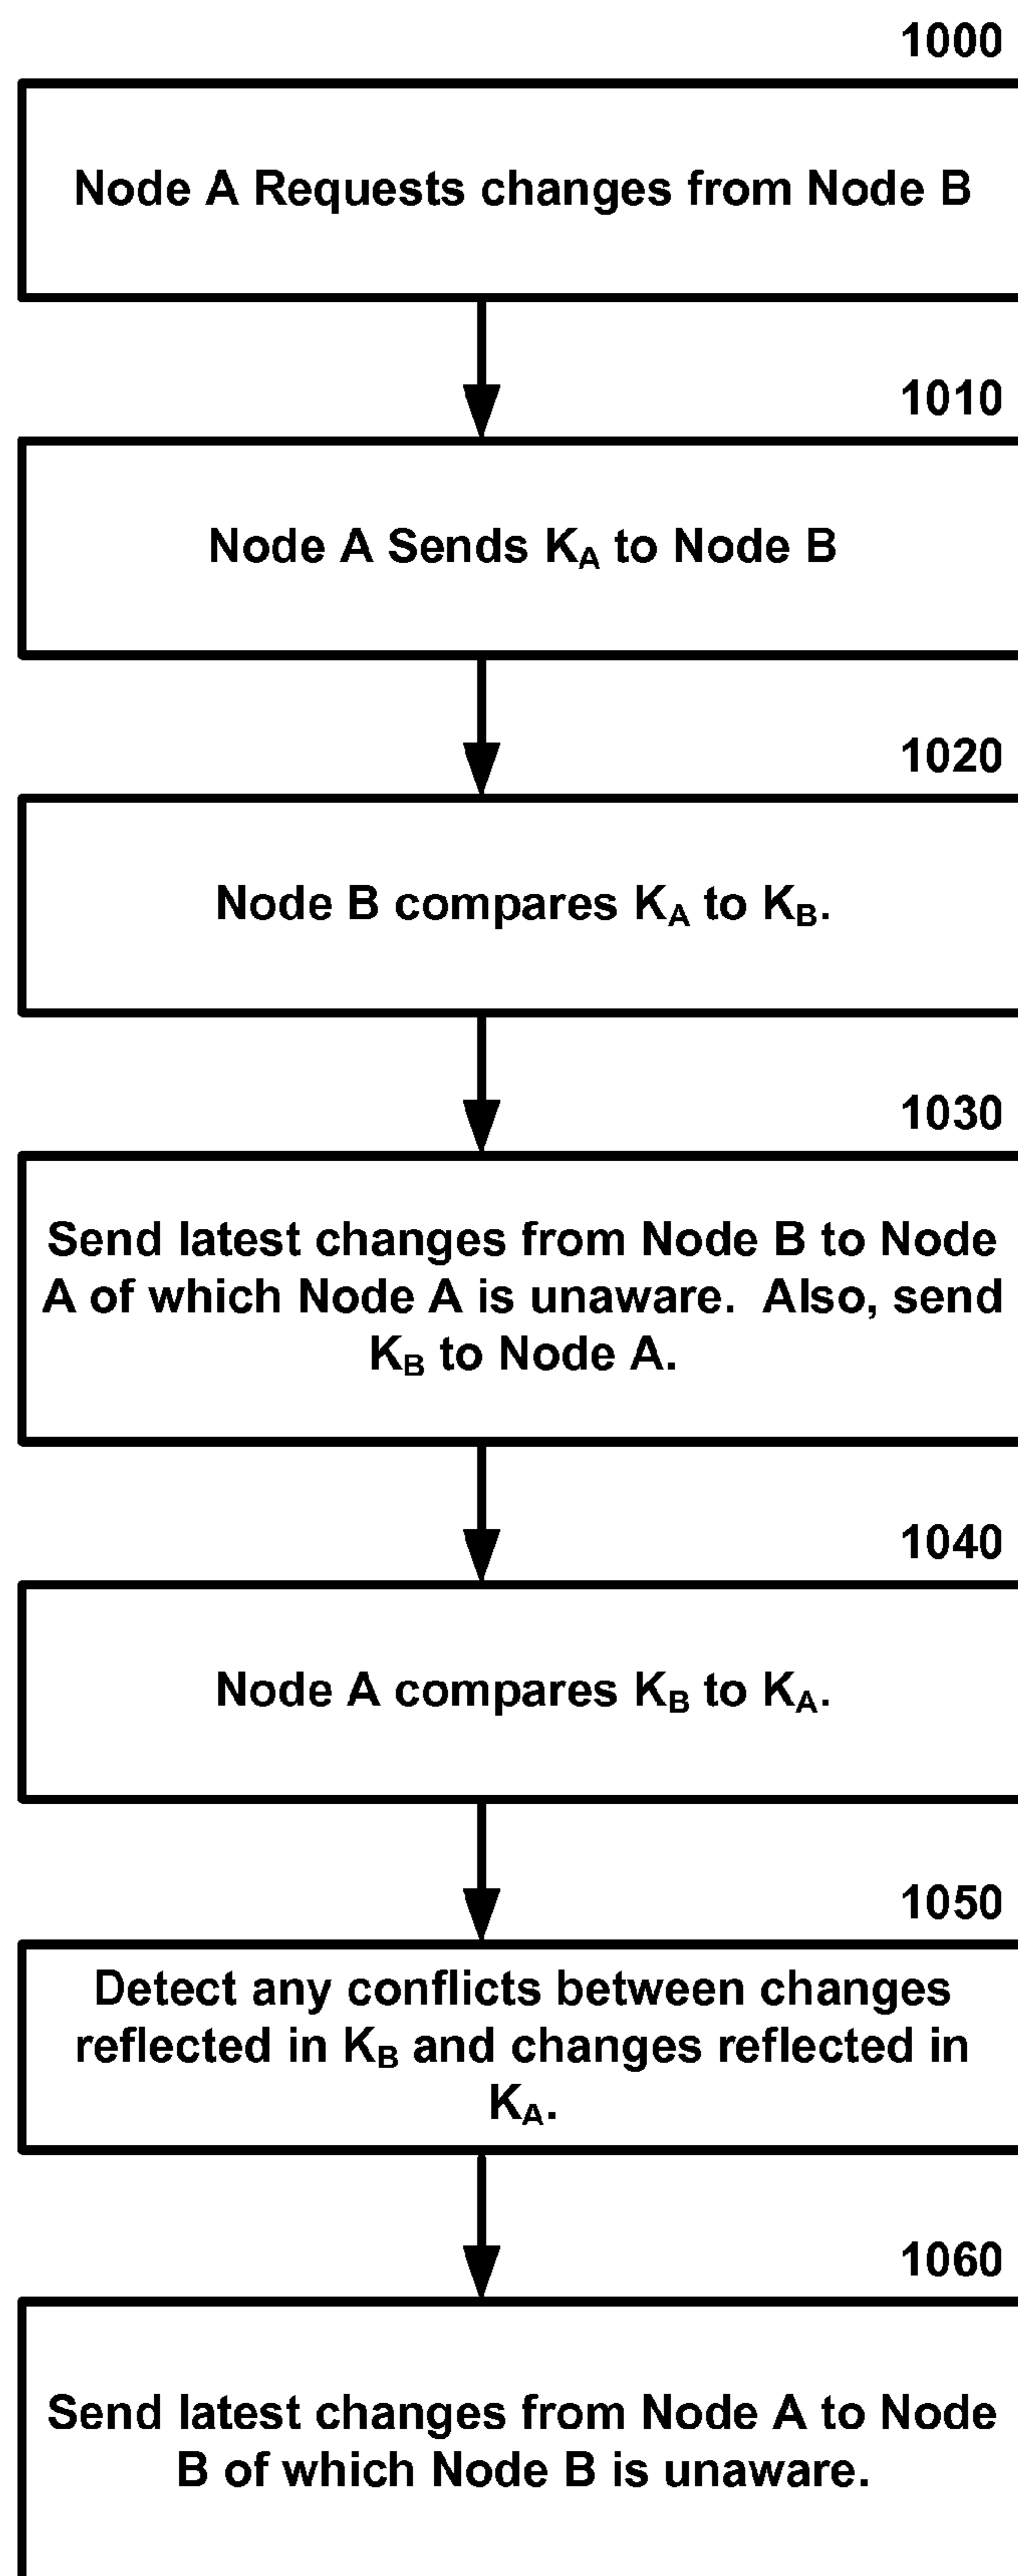 1000
Node A Requests changes from Node B
1010
Node A Sends KA to Node B
1020
Node B compares KA to KB.
1030
Send latest changes from Node B to Node
A of which Node A is unaware. Also, send
KB to Node A.
1040
Node A compares KB to KA.
1050
Detect any conflicts between changes
reflected in KB and changes reflected in
KA.
1060
Send latest changes from Node A to Node
B of which Node B is unaware.